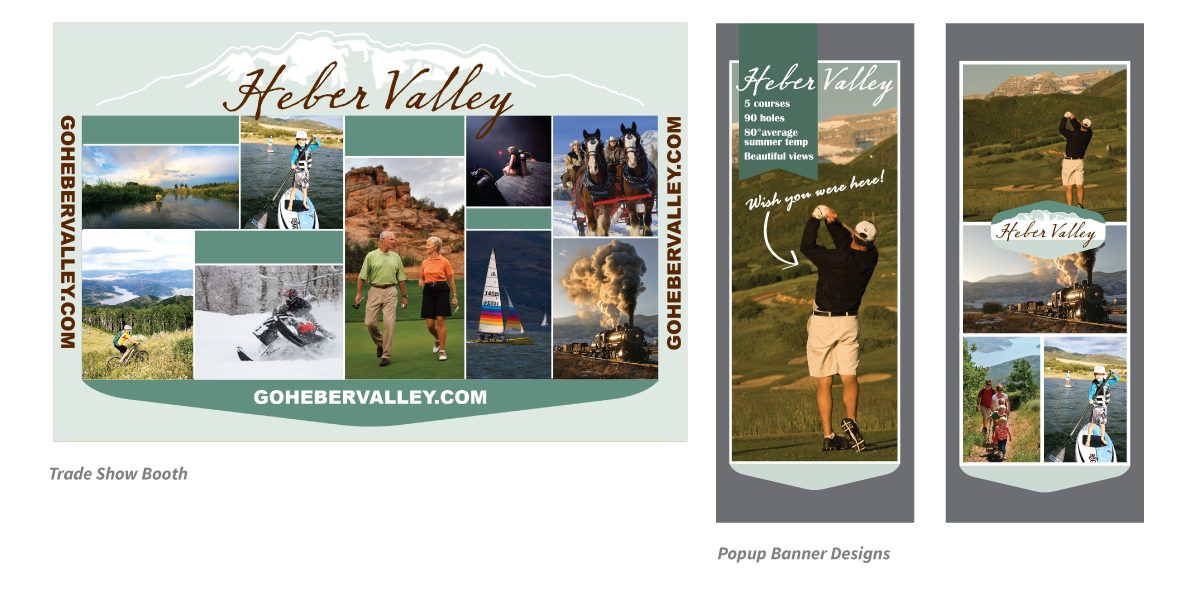 Heber Valley
GOHEBERVALLEY.COM
GOHEBERVALLEY.COM
GOHEBERVALLEY.COM
Trade Show Booth
Heber Valley
5 courses
90 holes
80° average
summer temp
Beautiful views
Wish you were here!
Heber Valley
Popup Banner Designs